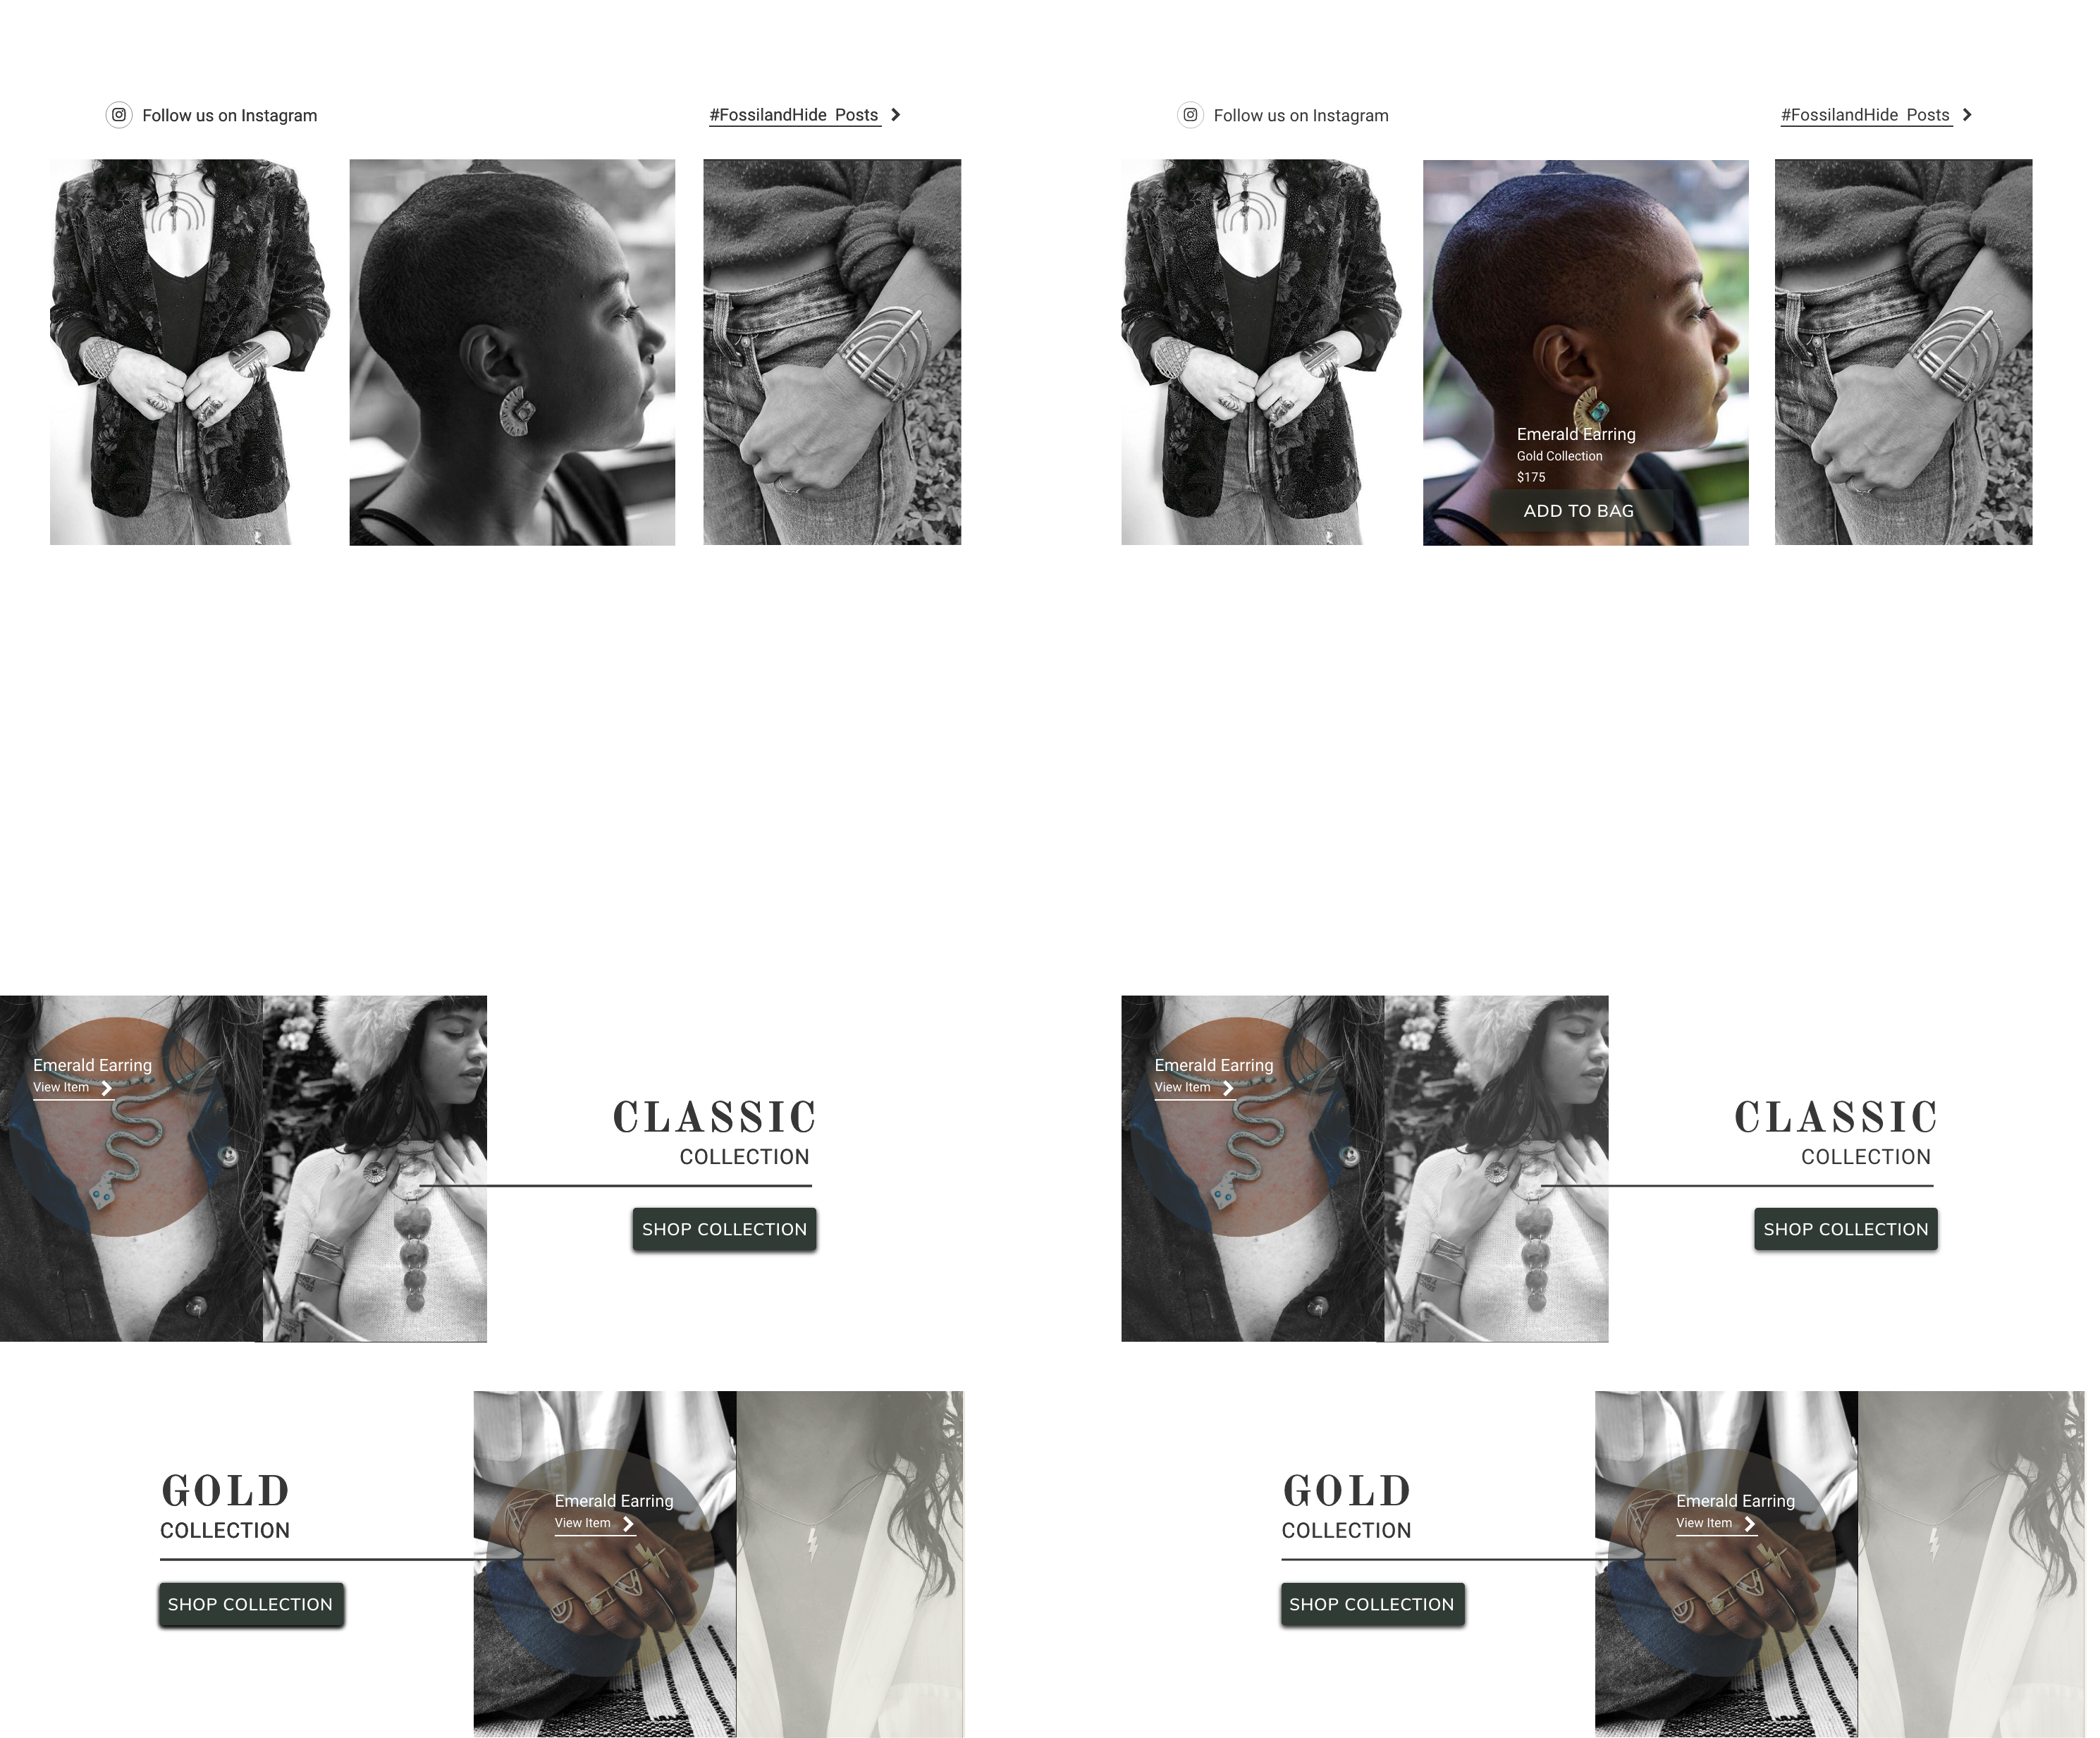 Follow us on Instagram
#FossilandHide Posts
Follow us on Instagram
#FossilandHide Posts
Emerald Earring
Gold Collection
$175
ADD TO BAG
Emerald Earring
View Item
CLASSIC
COLLECTION
SHOP COLLECTION
Emerald Earring
View Item
CLASSIC
COLLECTION
SHOP COLLECTION
GOLD
COLLECTION
SHOP COLLECTION
Emerald Earring
View Item
GOLD
COLLECTION
SHOP COLLECTION
Emerald Earring
View Item